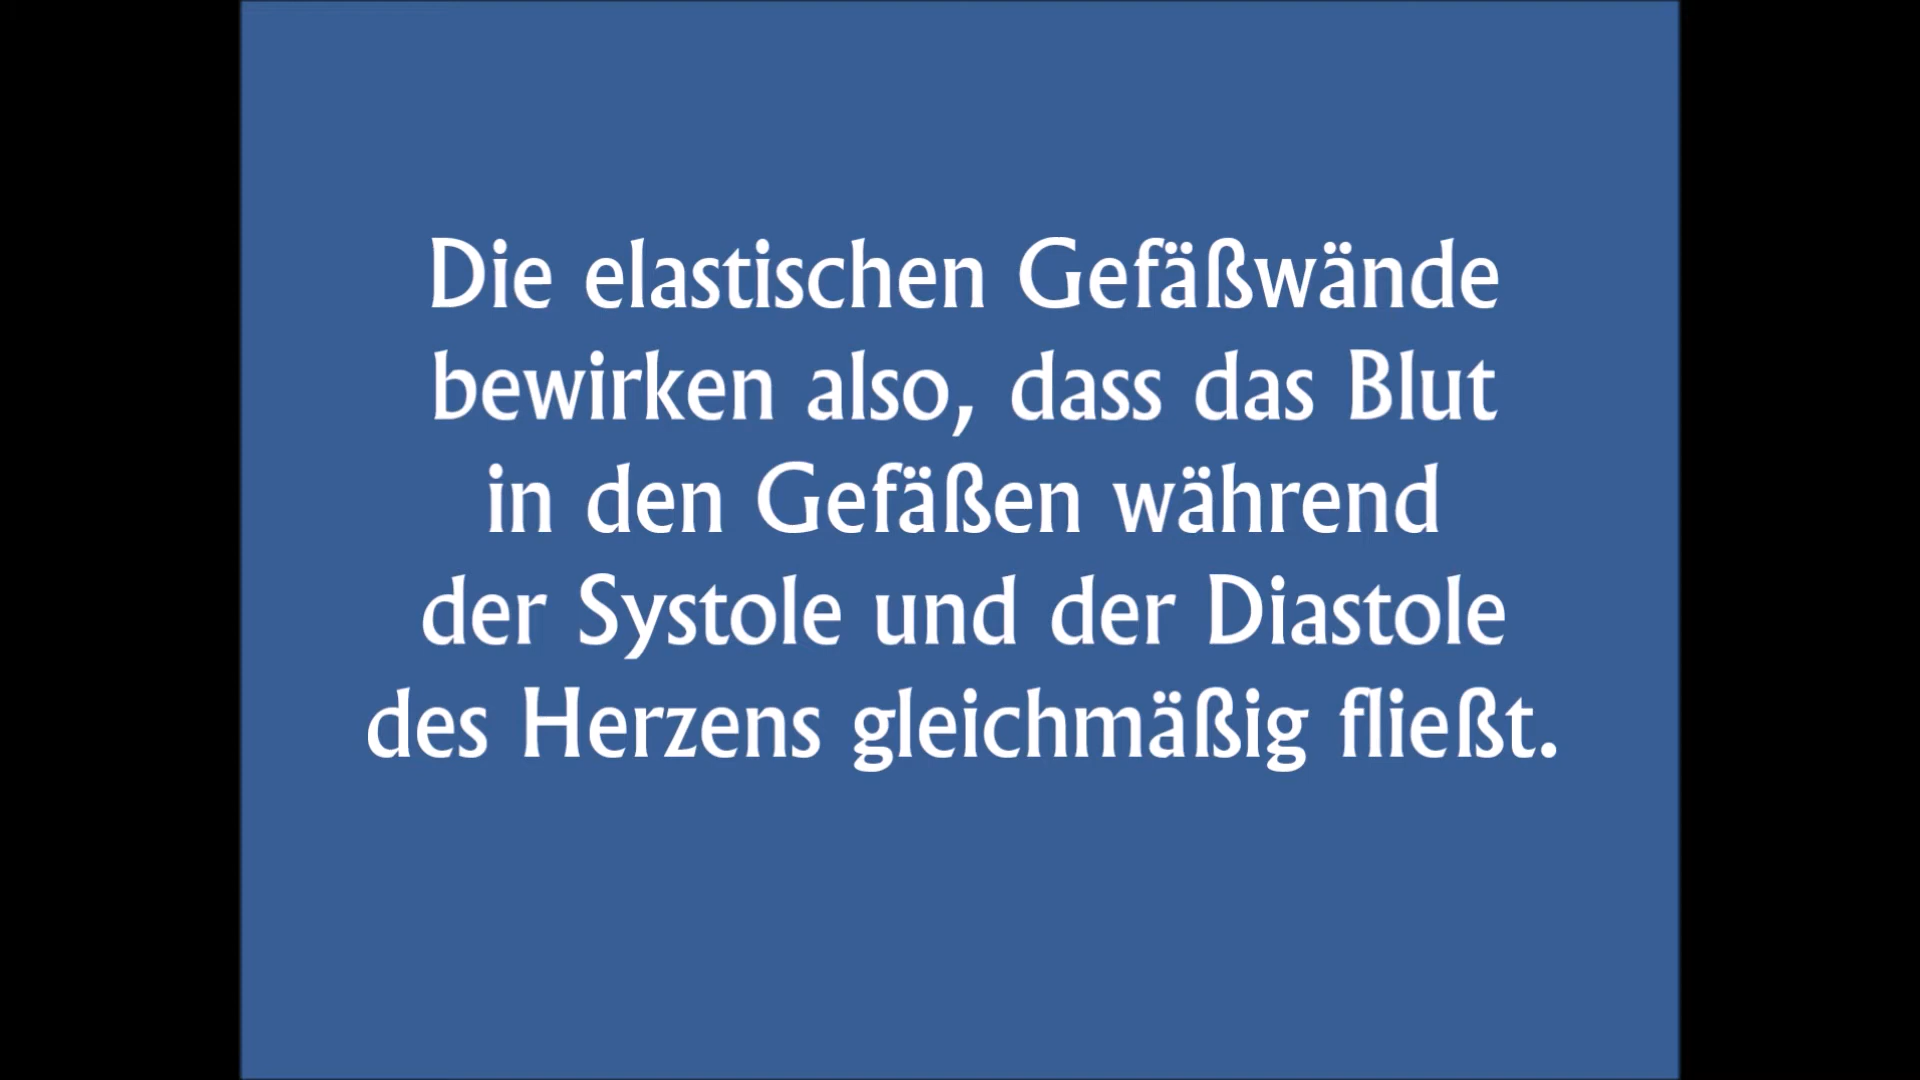 Die elastischen Gefäßwände
bewirken also, dass das Blut
in den Gefäßen während
der Systole und der Diastole
des Herzens gleichmäßig fließt.